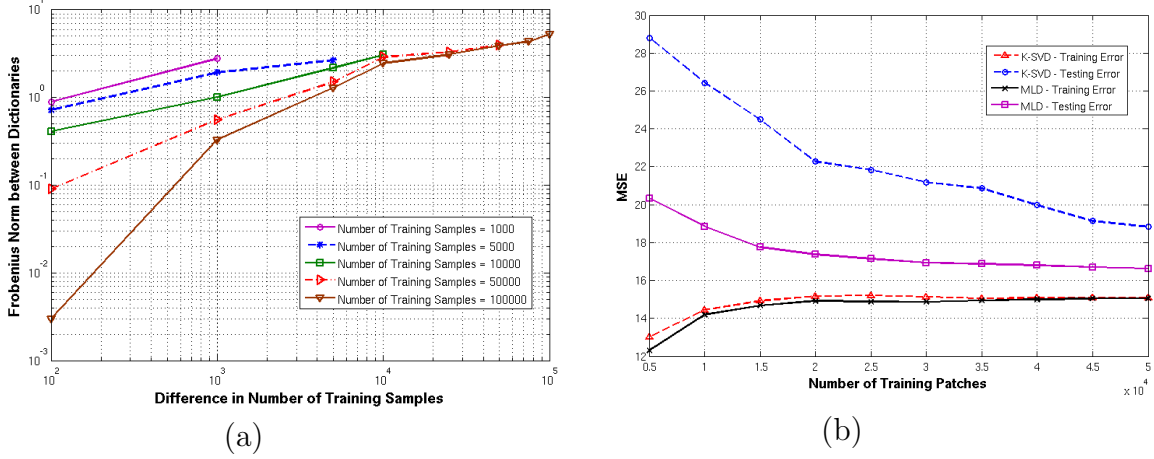 10^1
10^0
10^-1
10^-2
10^-3
Frobenius Norm between Dictionaries
Number of Training Samples = 1000
Number of Training Samples = 5000
Number of Training Samples = 10000
Number of Training Samples = 50000
Number of Training Samples = 100000
10^2 10^3 10^4 10^5
Difference in Number of Training Samples
(a)
30
28
26
24
22
20
18
16
14
12
MSE
K-SVD - Training Error
K-SVD - Testing Error
MLD - Training Error
MLD - Testing Error
0.5 1 1.5 2 2.5 3 3.5 4 4.5 5
x 10^4
Number of Training Patches
(b)